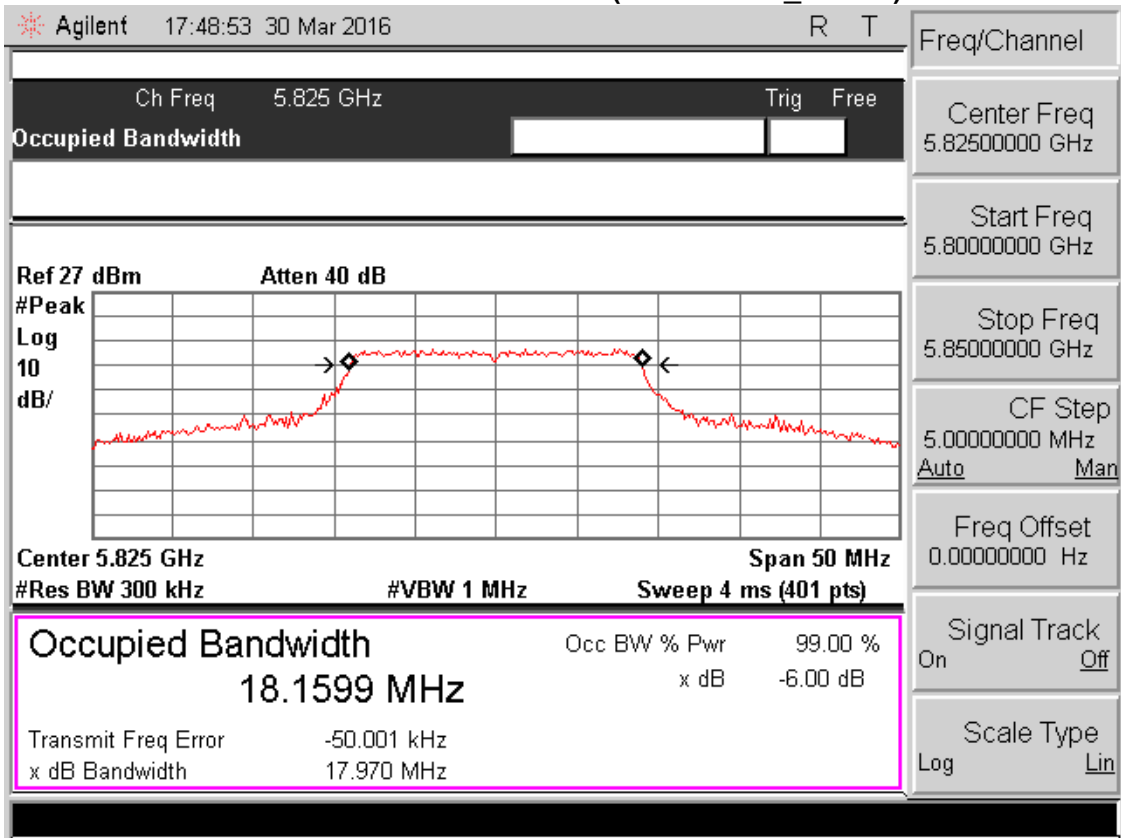 Agilent 17:48:53 30 Mar 2016 R T
Freq/Channel
Ch Freq 5.825 GHz Trig Free
Occupied Bandwidth
Center Freq
5.82500000 GHz
Start Freq
5.80000000 GHz
Stop Freq
5.85000000 GHz
CF Step
5.00000000 MHz
Auto Man
Freq Offset
0.00000000 Hz
Signal Track
On Off
Scale Type
Log Lin
Ref 27 dBm Atten 40 dB
#Peak
Log
10
dB/
Center 5.825 GHz Span 50 MHz
#Res BW 300 kHz #VBW 1 MHz Sweep 4 ms (401 pts)
Occupied Bandwidth Occ BW % Pwr 99.00 %
18.1599 MHz x dB -6.00 dB
Transmit Freq Error -50.001 kHz
x dB Bandwidth 17.970 MHz